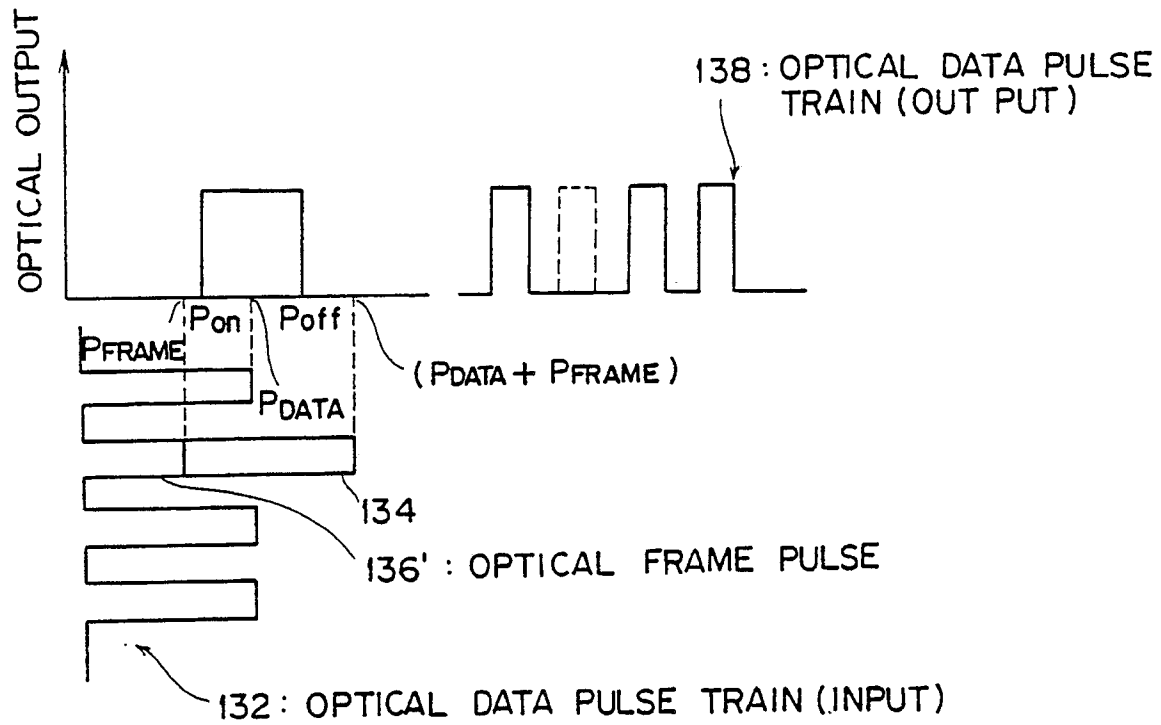 OPTICAL OUTPUT
138 : OPTICAL DATA PULSE
TRAIN (OUT PUT)
Pon
Poff
PFRAME
PDATA
(PDATA + PFRAME)
134
136' : OPTICAL FRAME PULSE
132 : OPTICAL DATA PULSE TRAIN (INPUT)